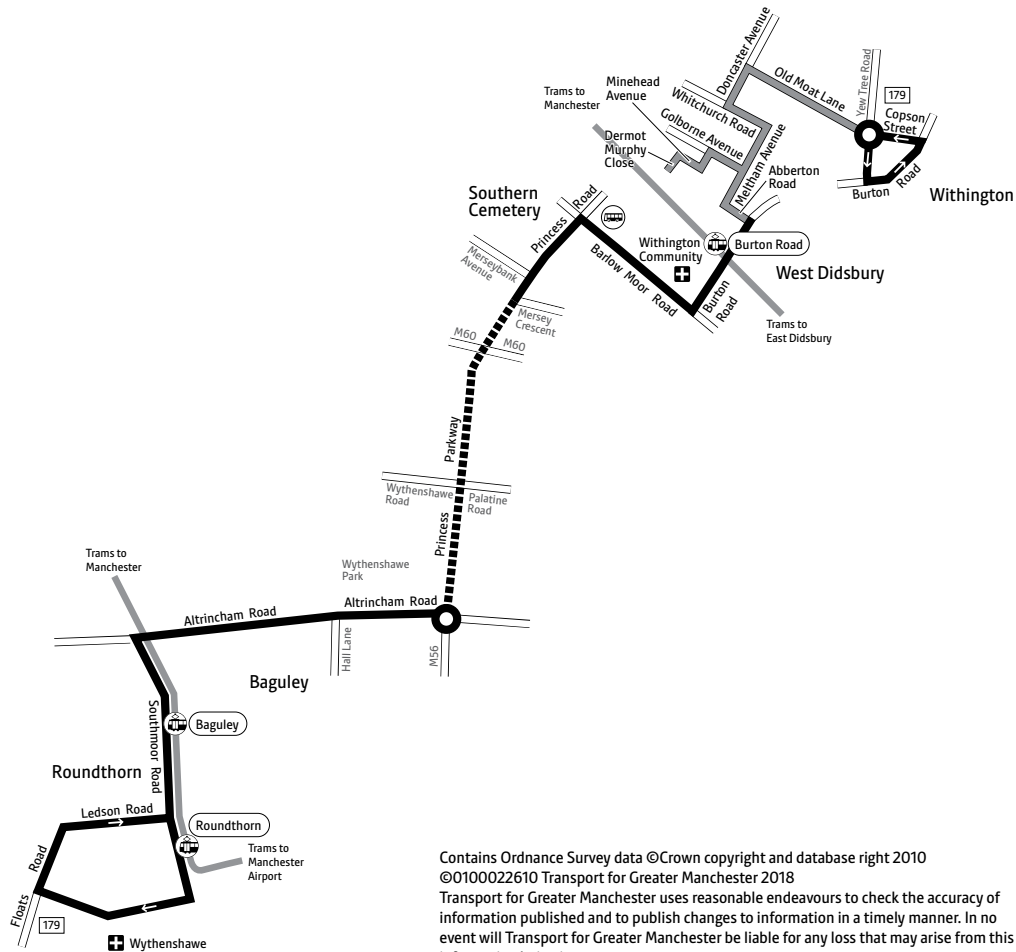 Doncaster Avenue
Old Moat Lane
Yew Tree Road
179
Copson
Street
Minehead
Avenue
Trams to
Manchester
Whitchurch Road
Golborne Avenue
Dermot
Murphy
Close
Meltham Avenue
Abberton
Road
Burton
Road
Withington
Southern
Cemetery
Princess
Road
Merseybank
Avenue
Barlow Moor Road
Withington
Community
Burton Road
West Didsbury
Burton
Road
Trams to
East Didsbury
Mersey
Crescent
M60
M60
Parkway
Wythenshawe
Road
Palatine
Road
Princess
Wythenshawe
Park
Trams to
Manchester
Altrincham Road
Altrincham Road
Hall Lane
M56
Baguley
Southmoor Road
Baguley
Roundthorn
Ledson Road
Roundthorn
Trams to
Manchester
Airport
Floats
Road
179
Wythenshawe
Contains Ordnance Survey data ©Crown copyright and database right 2010
©0100022610 Transport for Greater Manchester 2018
Transport for Greater Manchester uses reasonable endeavours to check the accuracy of
information published and to publish changes to information in a timely manner. In no
event will Transport for Greater Manchester be liable for any loss that may arise from this